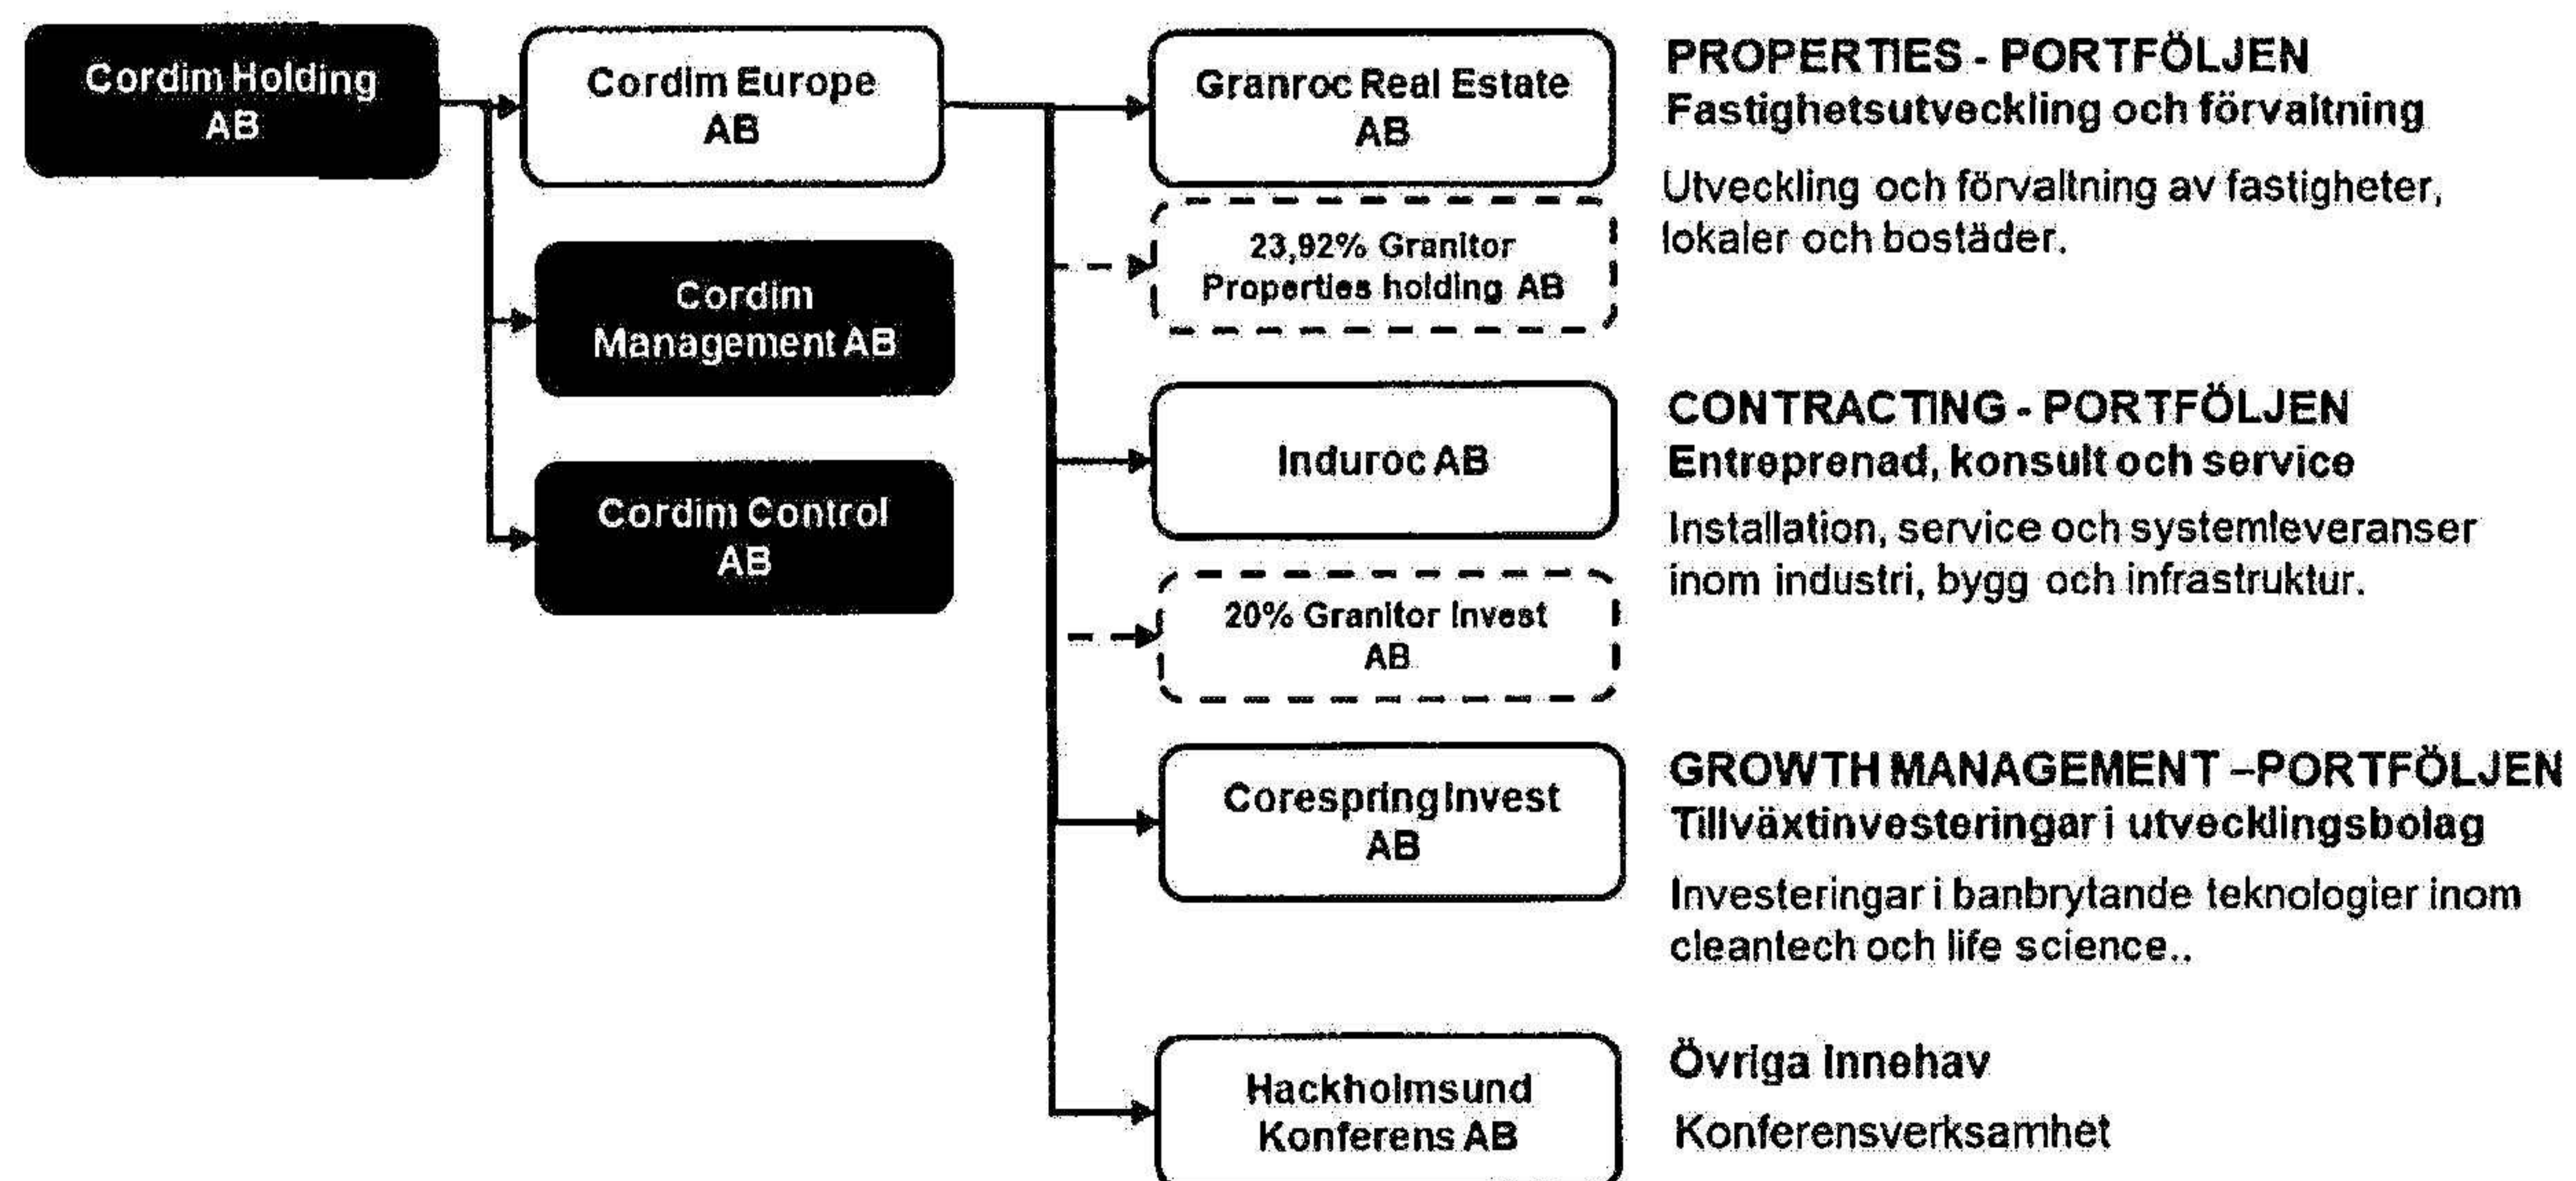 Cordim Holding
AB
Cordim Europe
AB
Cordim
Management AB
Cordim Control
AB
Granroc Real Estate
AB
23,92% Granitor
Properties holding AB
Induroc AB
20% Granitor Invest
AB
Corespring Invest
AB
Hackholmsund
Konferens AB
PROPERTIES - PORTFÖLJEN
Fastighetsutveckling och förvaltning
Utveckling och förvaltning av fastigheter,
lokaler och bostäder.
CONTRACTING - PORTFÖLJEN
Entreprenad, konsult och service
Installation, service och systemleveranser
inom industri, bygg och infrastruktur.
GROWTH MANAGEMENT –PORTFÖLJEN
Tillväxtinvesteringar i utvecklingsbolag
Investeringar i banbrytande teknologier inom
cleantech och life science..
Övriga innehav
Konferensverksamhet